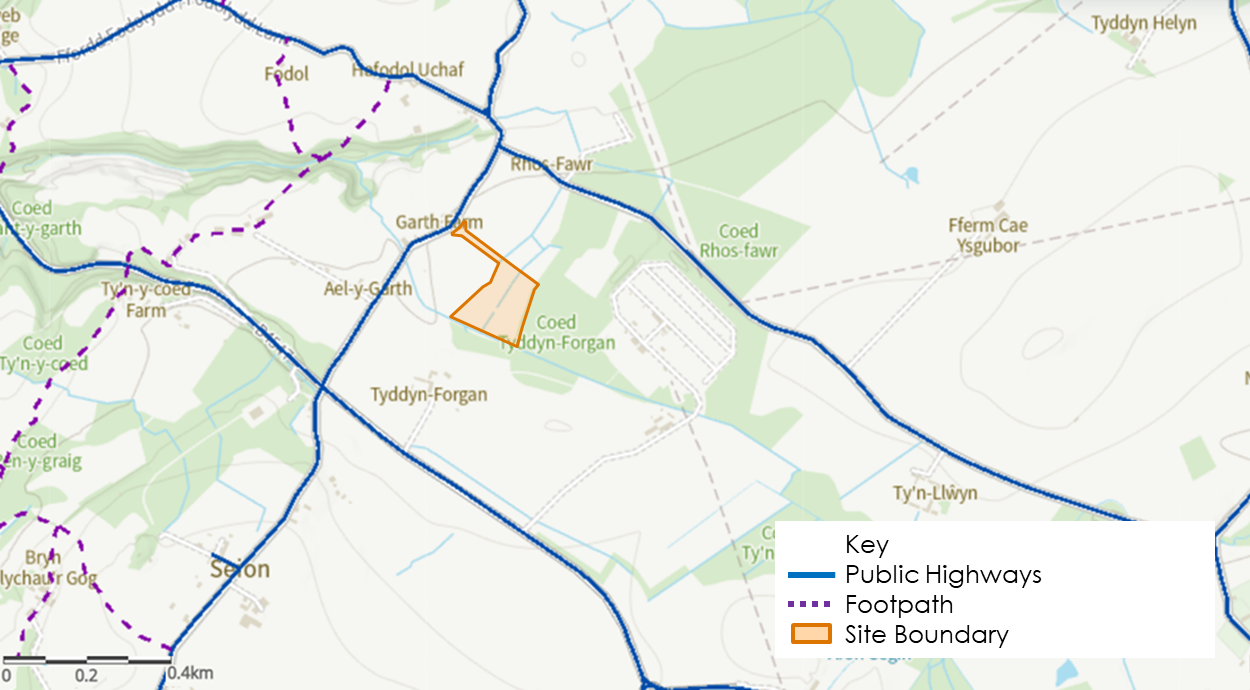 Tyddyn Helyn
Fodol
Hafodol Uchaf
Rhos-Fawr
Garth Farm
Coed
Fferm Cae
Ysgubor
Coed
Rhos-fawr
Ael-y-Garth
Ty'n-y-coed
Farm
Coed
Tyddyn-Forgan
Coed
Ty'n-y-coed
Tyddyn-Forgan
Coed
Ty'n-Llŵyn
Bryn
Seion
Key
Public Highways
Footpath
Site Boundary
0
0.2
0.4km